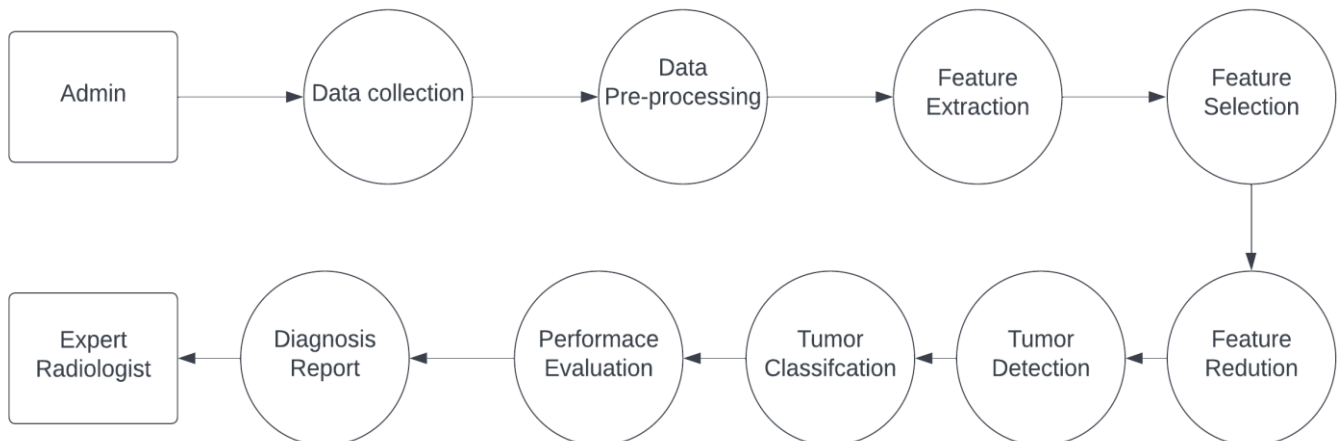 Admin
Data collection
Data
Pre-processing
Feature
Extraction
Feature
Selection
Expert
Radiologist
Diagnosis
Report
Performace
Evaluation
Tumor
Classifcation
Tumor
Detection
Feature
Redution